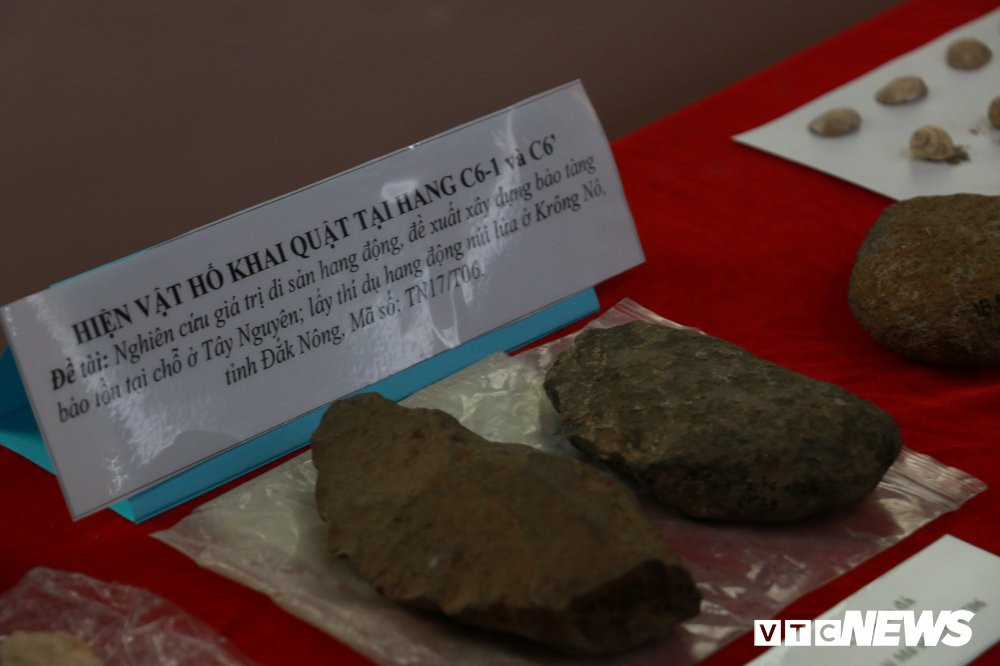 HIỆN VẬT HỐ KHAI QUẬT TẠI HANG C6-1 và C6'
Đề tài: Nghiên cứu giá trị di sản hang động, đề xuất xây dựng bảo tàng
bảo tồn tại chỗ ở Tây Nguyên; lấy thí dụ hang động núi lửa ở Krông Nô,
tỉnh Đắk Nông, Mã số: TN17/T06.
VTC NEWS